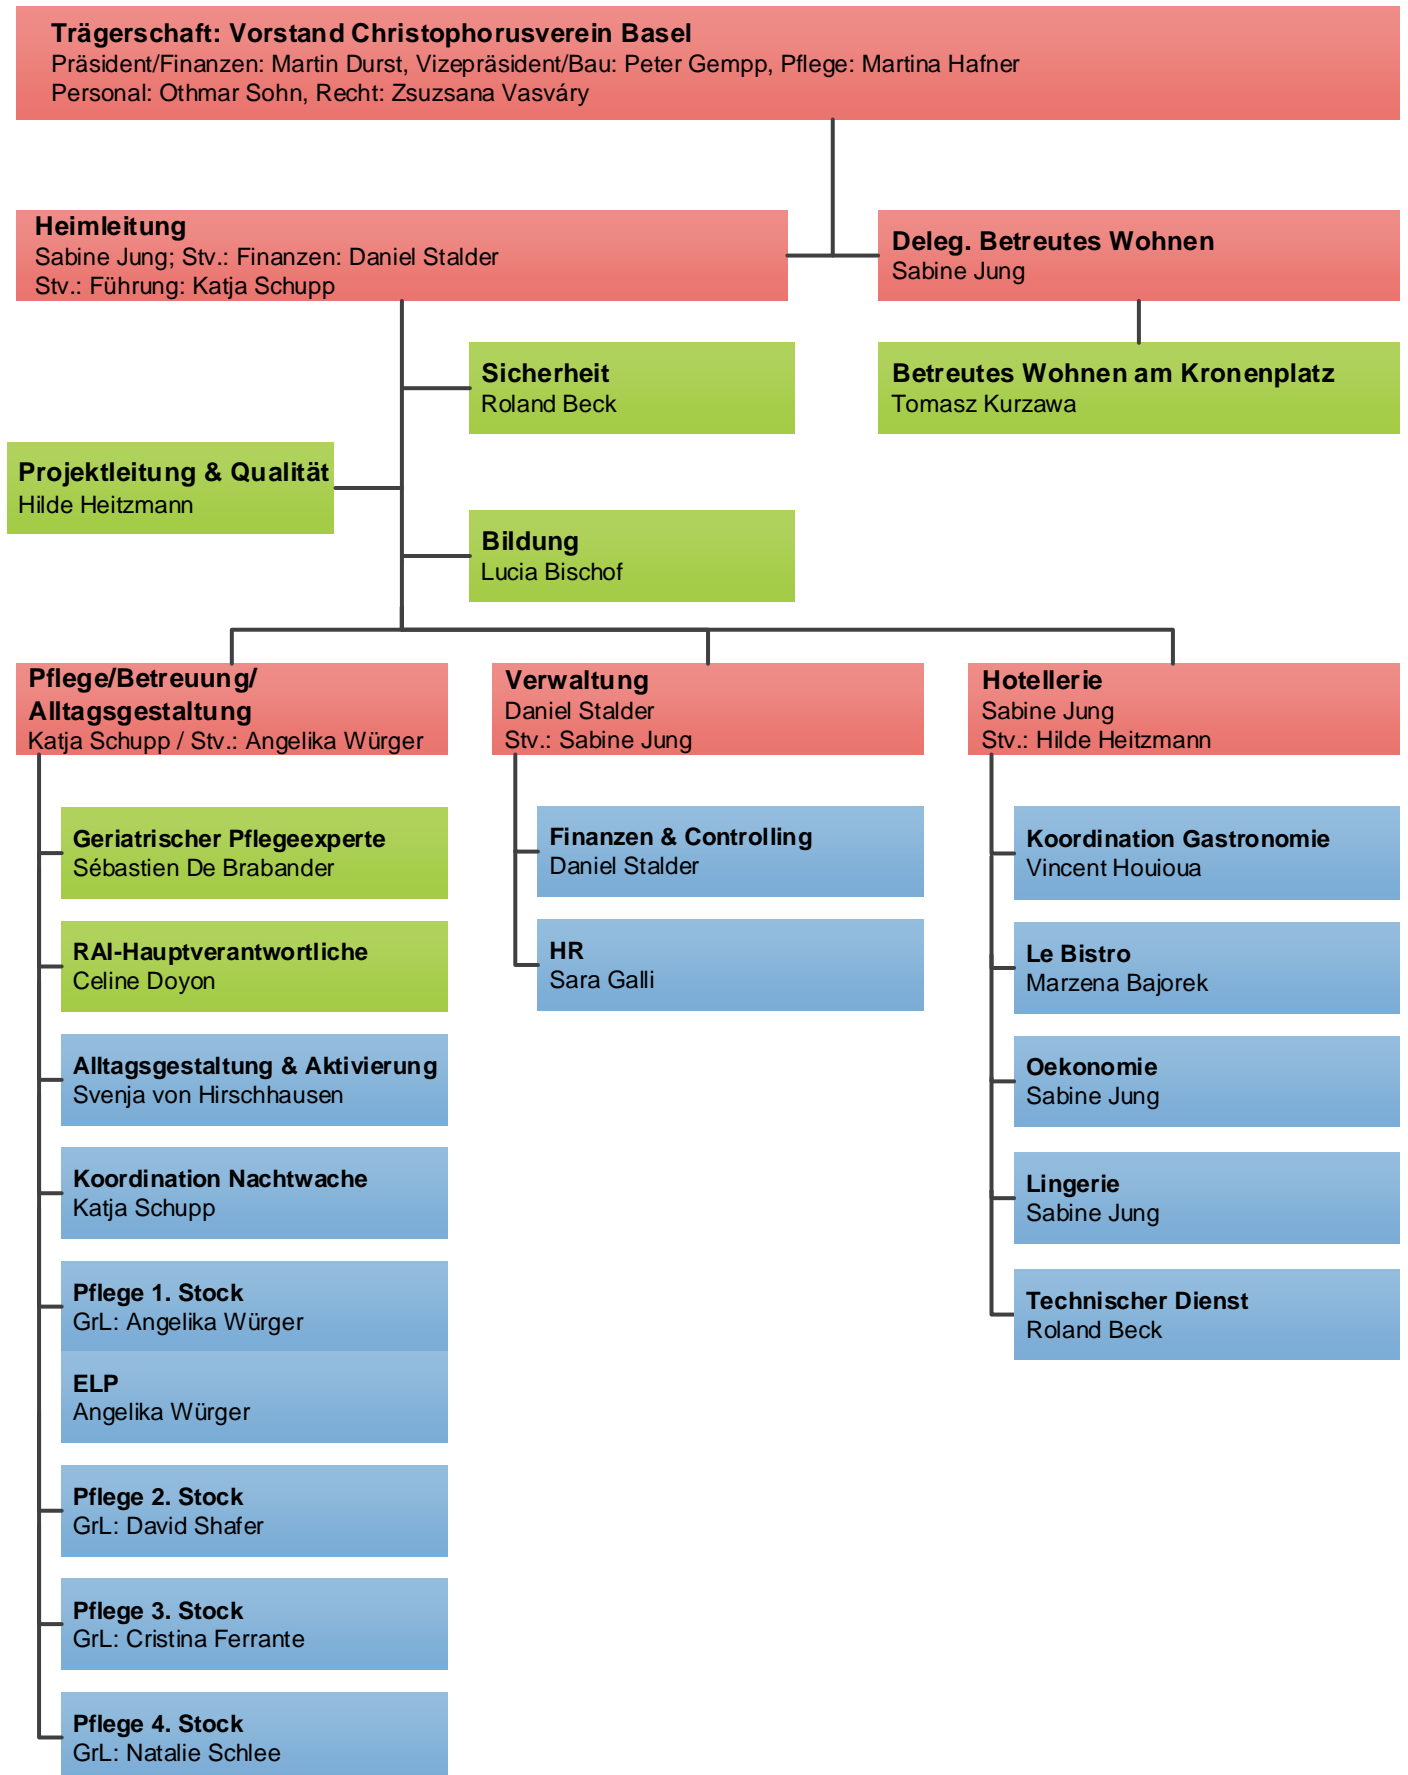 Trägerschaft: Vorstand Christophorusverein Basel
Präsident/Finanzen: Martin Durst, Vizepräsident/Bau: Peter Gempp, Pflege: Martina Hafner
Personal: Othmar Sohn, Recht: Zsuzsana Vasváry
Heimleitung
Sabine Jung; Stv.: Finanzen: Daniel Stalder
Stv.: Führung: Katja Schupp
Deleg. Betreutes Wohnen
Sabine Jung
Sicherheit
Roland Beck
Betreutes Wohnen am Kronenplatz
Tomasz Kurzawa
Projektleitung & Qualität
Hilde Heitzmann
Bildung
Lucia Bischof
Pflege/Betreuung/
Alltagsgestaltung
Katja Schupp / Stv.: Angelika Würger
Geriatrischer Pflegeexperte
Sébastien De Brabander
RAI-Hauptverantwortliche
Celine Doyon
Alltagsgestaltung & Aktivierung
Svenja von Hirschhausen
Koordination Nachtwache
Katja Schupp
Pflege 1. Stock
GrL: Angelika Würger
ELP
Angelika Würger
Pflege 2. Stock
GrL: David Shafer
Pflege 3. Stock
GrL: Cristina Ferrante
Pflege 4. Stock
GrL: Natalie Schlee
Verwaltung
Daniel Stalder
Stv.: Sabine Jung
Finanzen & Controlling
Daniel Stalder
HR
Sara Galli
Hotellerie
Sabine Jung
Stv.: Hilde Heitzmann
Koordination Gastronomie
Vincent Houioua
Le Bistro
Marzena Bajorek
Oekonomie
Sabine Jung
Lingerie
Sabine Jung
Technischer Dienst
Roland Beck